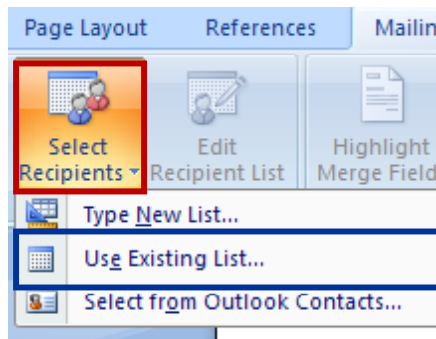 Page Layout References Mailin
Select Edit Highlight
Recipients Recipient List Merge Field
Type New List...
Use Existing List...
Select from Outlook Contacts...